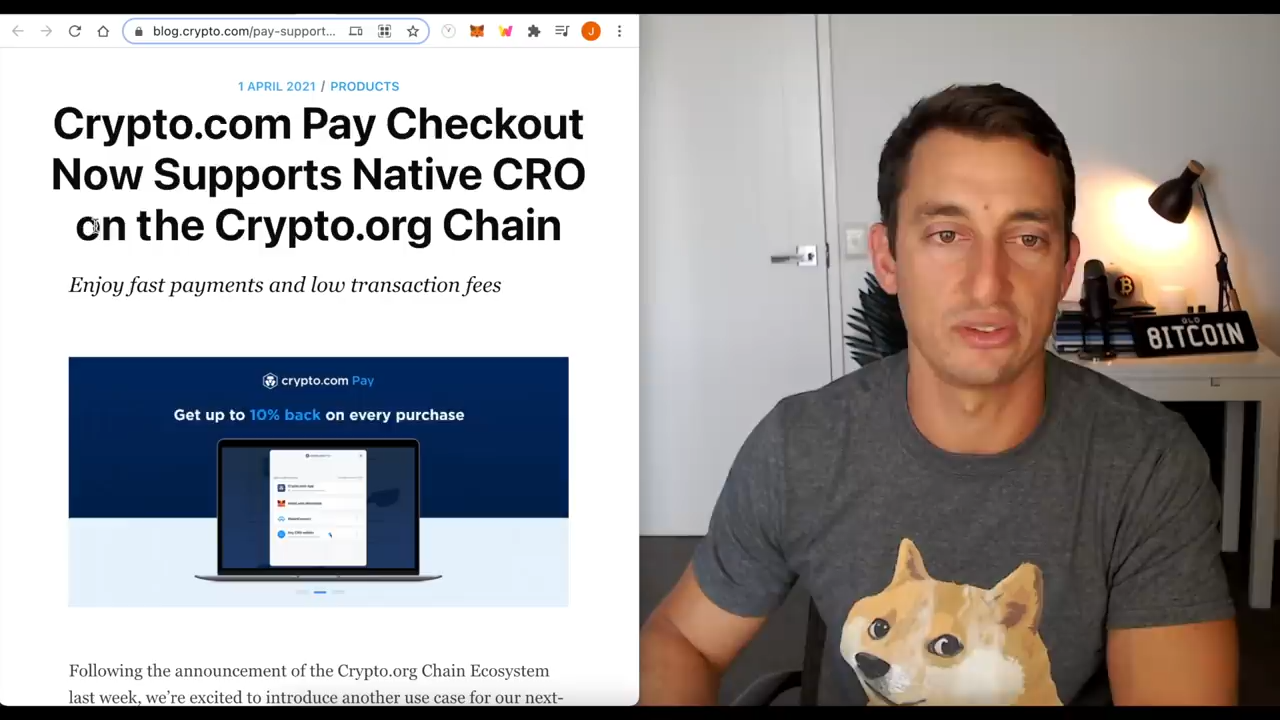 blog.crypto.com/pay-support...
J
1 APRIL 2021 / PRODUCTS
Crypto.com Pay Checkout
Now Supports Native CRO
on the Crypto.org Chain
Enjoy fast payments and low transaction fees
crypto.com Pay
Get up to 10% back on every purchase
Following the announcement of the Crypto.org Chain Ecosystem
last week, we're excited to introduce another use case for our next-
QLD
BITCOIN